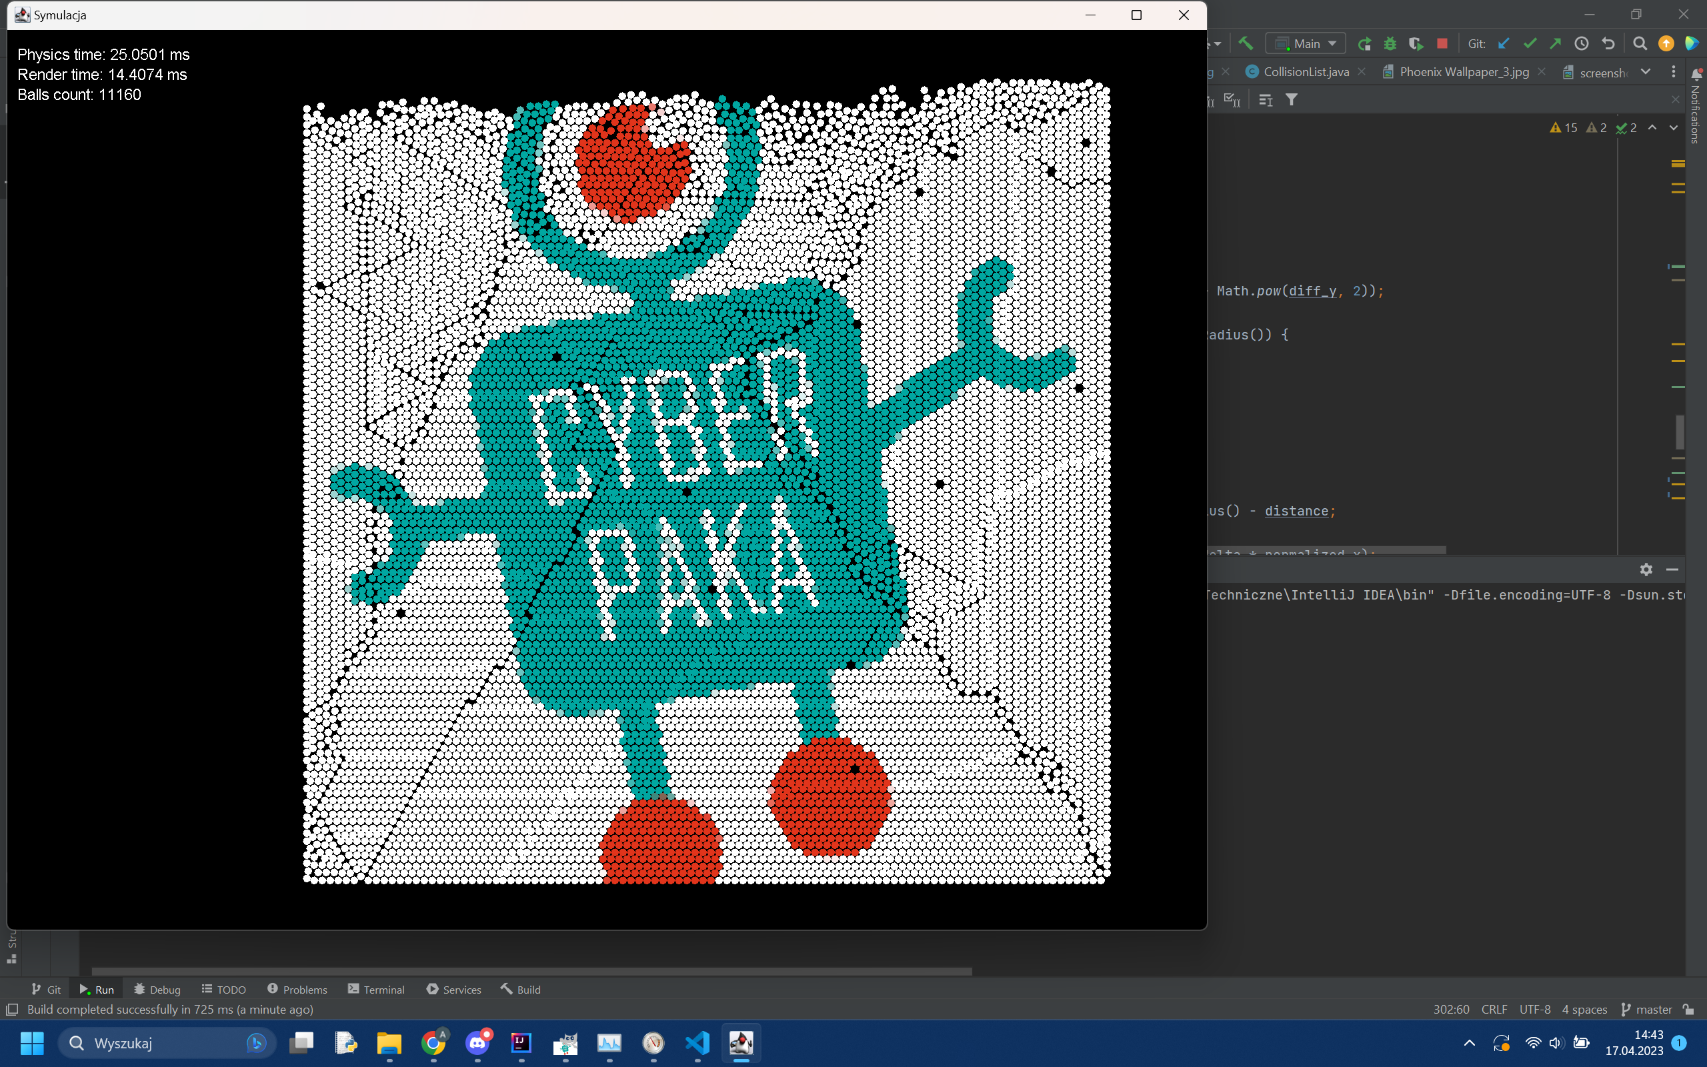 Symulacja
Physics time: 25.0501 ms
Render time: 14.4074 ms
Balls count: 11160
CYBER
PAKA
Main
Git:
CollisionList.java
Phoenix Wallpaper_3.jpg
Notifications
15 2 2
Math.pow(diff_y, 2));
Radius()) {
us() - distance;
Techniczne\IntelliJ IDEA\bin" -Dfile.encoding=UTF-8 -Dsun.st
Git
Run
Debug
TODO
Problems
Terminal
Services
Build
Build completed successfully in 725 ms (a minute ago)
302:60 CRLF UTF-8 4 spaces master
Wyszukaj
14:43
17.04.2023
1